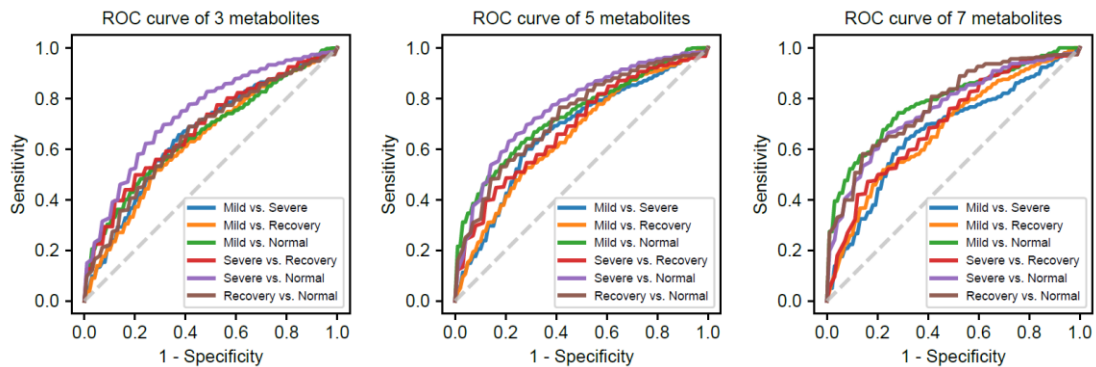 ROC curve of 3 metabolites
1.0
0.8
0.6
0.4
0.2
0.0
Sensitivity
Mild vs. Severe
Mild vs. Recovery
Mild vs. Normal
Severe vs. Recovery
Severe vs. Normal
Recovery vs. Normal
0.0 0.2 0.4 0.6 0.8 1.0
1 - Specificity
ROC curve of 5 metabolites
1.0
0.8
0.6
0.4
0.2
0.0
Sensitivity
Mild vs. Severe
Mild vs. Recovery
Mild vs. Normal
Severe vs. Recovery
Severe vs. Normal
Recovery vs. Normal
0.0 0.2 0.4 0.6 0.8 1.0
1 - Specificity
ROC curve of 7 metabolites
1.0
0.8
0.6
0.4
0.2
0.0
Sensitivity
Mild vs. Severe
Mild vs. Recovery
Mild vs. Normal
Severe vs. Recovery
Severe vs. Normal
Recovery vs. Normal
0.0 0.2 0.4 0.6 0.8 1.0
1 - Specificity